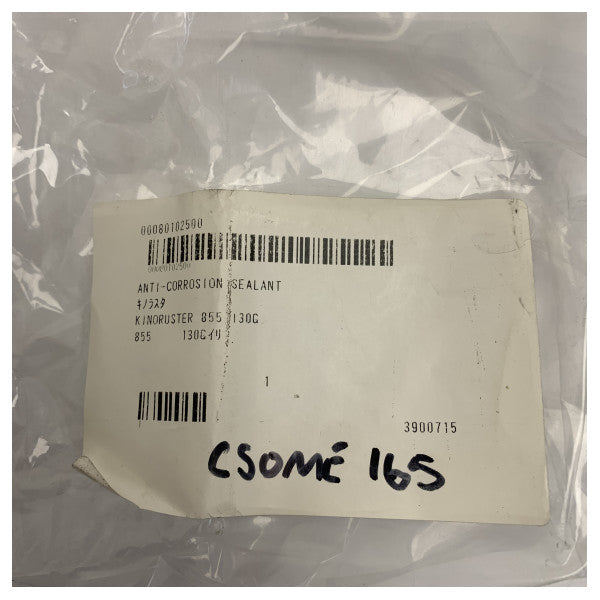 00080102500
00080102500
ANTI-CORROSION SEALANT
キノラスタ
KINORUSTER 855 130G
855 130Gイリ
1
3900715
CSOMÉ 165